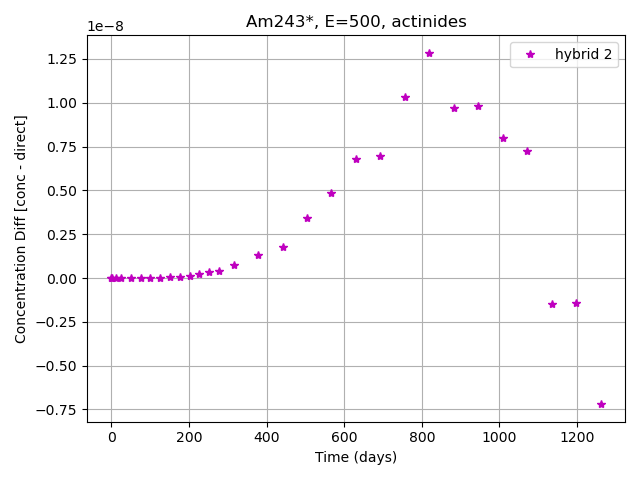 Am243*, E=500, actinides
1e−8
hybrid 2
1.25
1.00
0.75
0.50
0.25
0.00
−0.25
−0.50
−0.75
Concentration Diff [conc - direct]
0 200 400 600 800 1000 1200
Time (days)